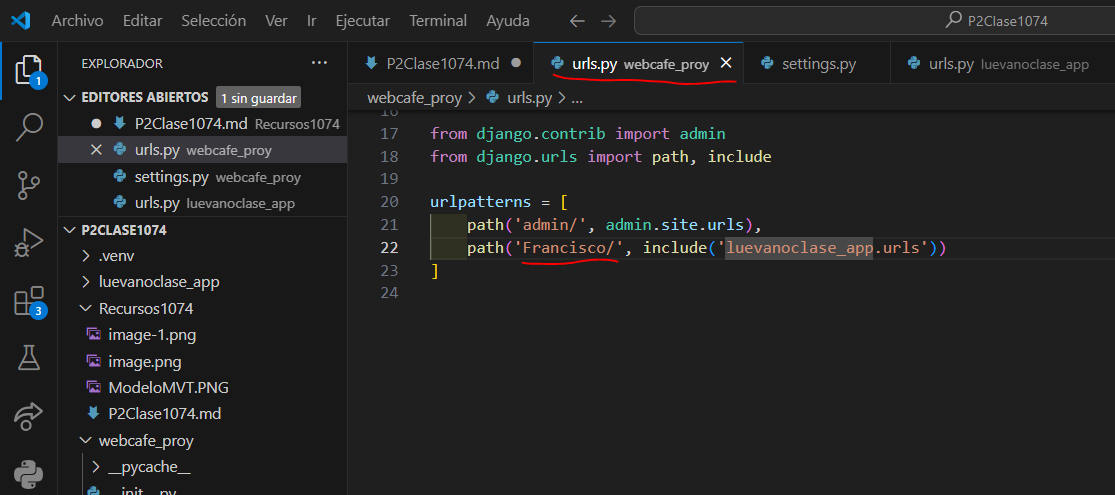 Archivo Editar Selección Ver Ir Ejecutar Terminal Ayuda P2Clase1074
EXPLORADOR ...
P2Clase1074.md urls.py webcafe_proy settings.py urls.py luevanoclase_app
EDITORES ABIERTOS 1 sin guardar
P2Clase1074.md Recursos1074
urls.py webcafe_proy
settings.py webcafe_proy
urls.py luevanoclase_app
P2CLASE1074
.venv
luevanoclase_app
Recursos1074
image-1.png
image.png
ModeloMVT.PNG
P2Clase1074.md
webcafe_proy
__pycache__
__init__.py
1
3
webcafe_proy > urls.py > ...
16
17 from django.contrib import admin
18 from django.urls import path, include
19
20 urlpatterns = [
21     path('admin/', admin.site.urls),
22     path('Francisco/', include('luevanoclase_app.urls'))
23 ]
24